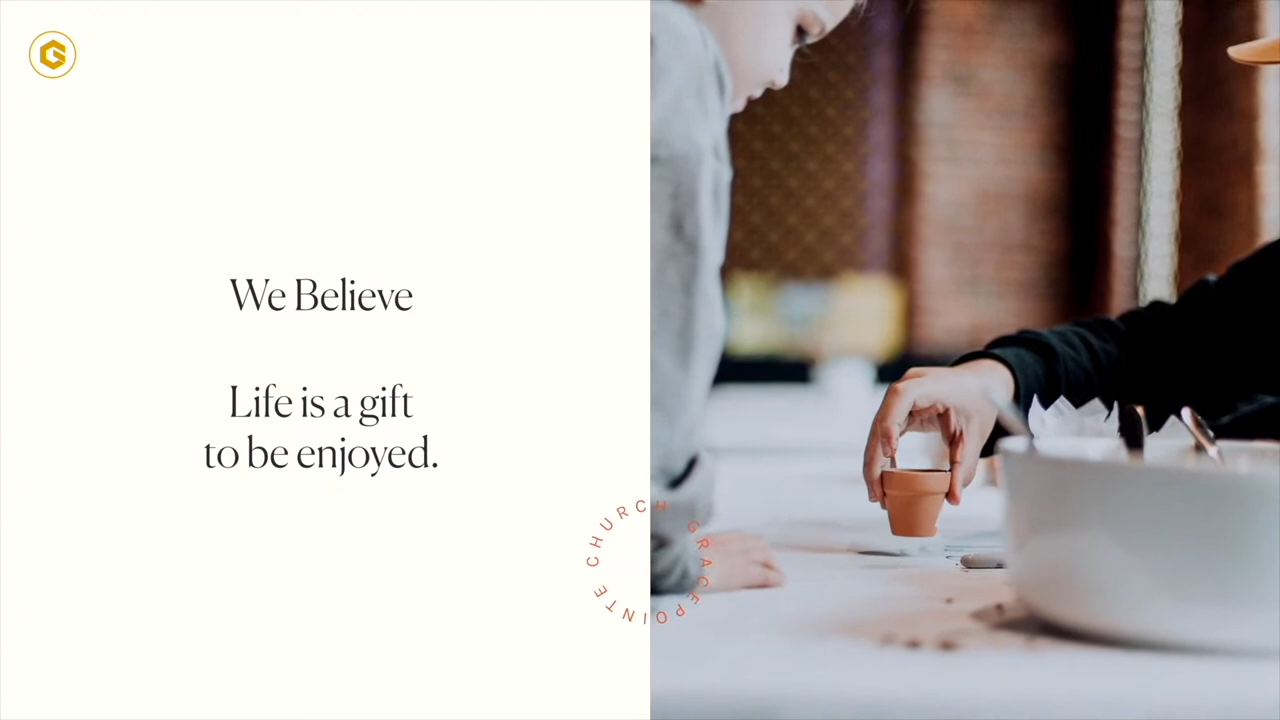 G
We Believe
Life is a gift
to be enjoyed.
CHURCH GRACEPOINTE